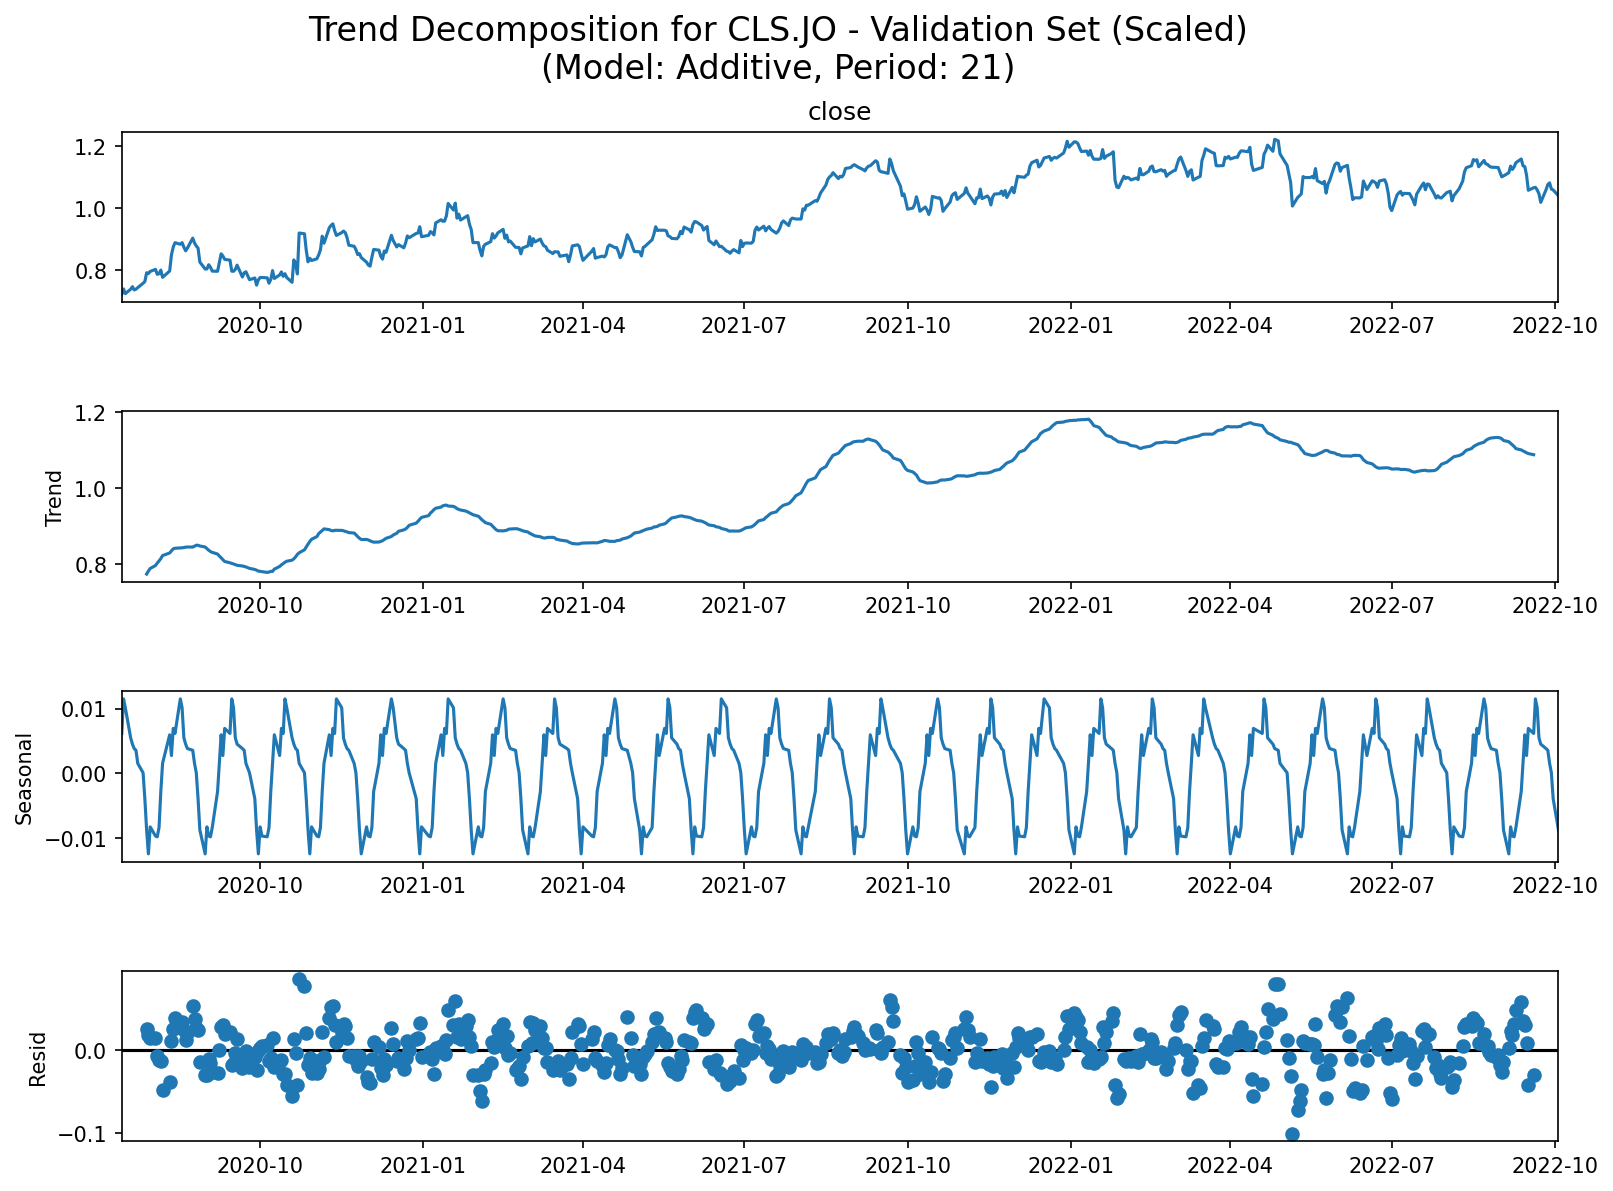 Trend Decomposition for CLS.JO - Validation Set (Scaled)
(Model: Additive, Period: 21)
close
1.2
1.0
0.8
2020-10 2021-01 2021-04 2021-07 2021-10 2022-01 2022-04 2022-07 2022-10
Trend
1.2
1.0
0.8
2020-10 2021-01 2021-04 2021-07 2021-10 2022-01 2022-04 2022-07 2022-10
Seasonal
0.01
0.00
−0.01
2020-10 2021-01 2021-04 2021-07 2021-10 2022-01 2022-04 2022-07 2022-10
Resid
0.0
−0.1
2020-10 2021-01 2021-04 2021-07 2021-10 2022-01 2022-04 2022-07 2022-10